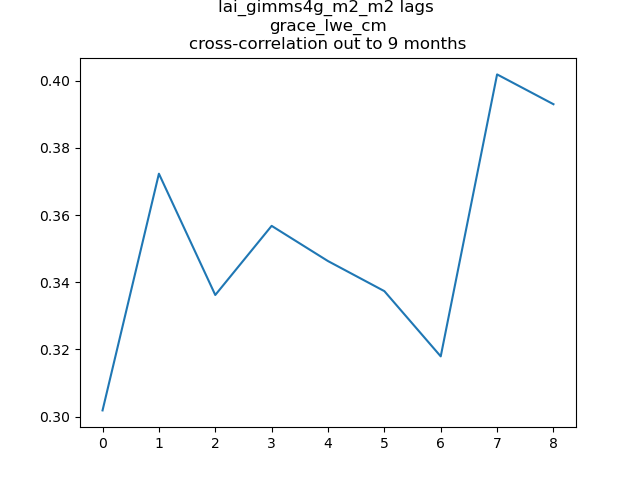 lai_gimms4g_m2_m2 lags
grace_lwe_cm
cross-correlation out to 9 months
0.40
0.38
0.36
0.34
0.32
0.30
0 1 2 3 4 5 6 7 8